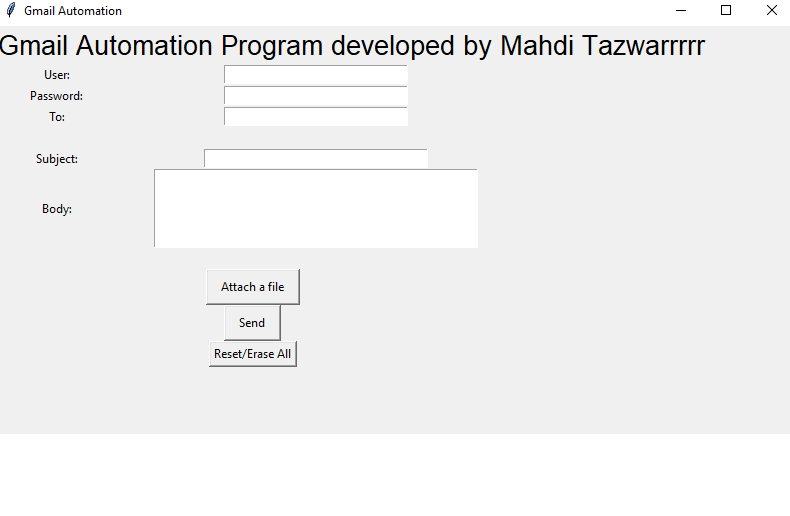 Gmail Automation
Gmail Automation Program developed by Mahdi Tazwarrrrr
User:
Password:
To:
Subject:
Body:
Attach a file
Send
Reset/Erase All